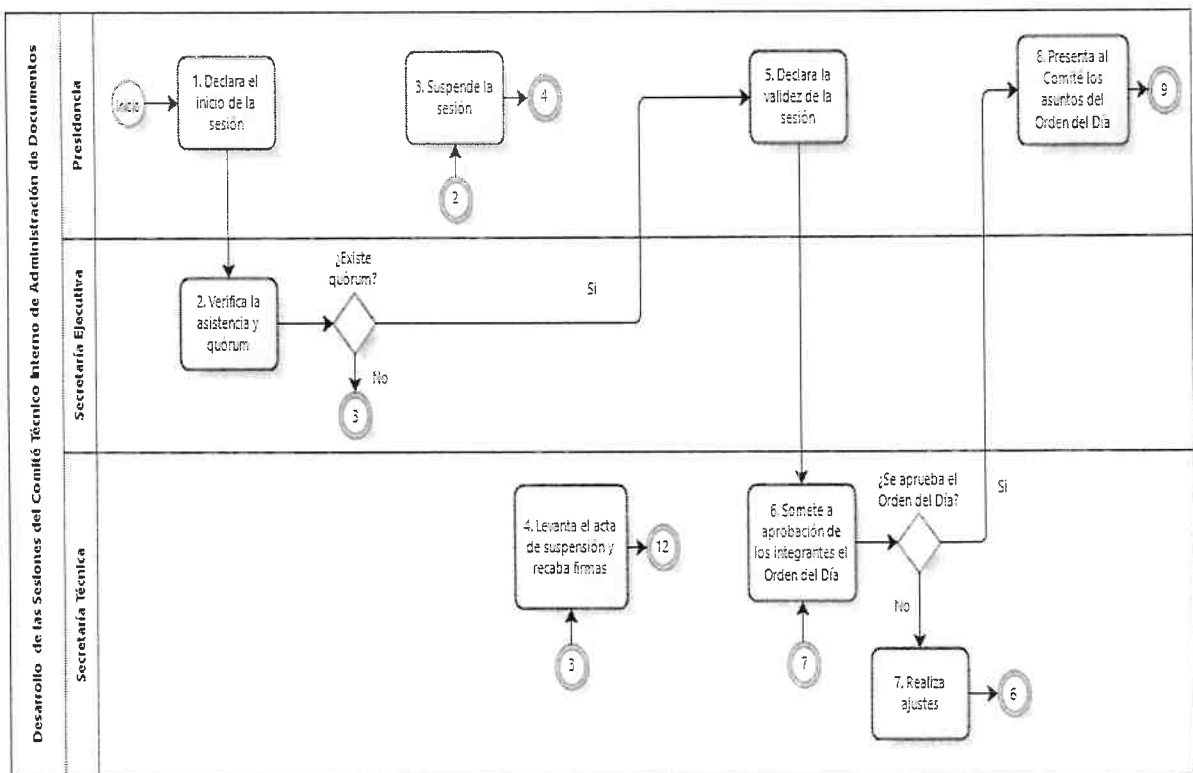 Desarrollo de las Sesiones del Comité Técnico Interno de Administración de Documentos
Presidencia
Inicio
1. Declara el
inicio de la
sesión
3. Suspende la
sesión
4
2
5. Declara la
validez de la
sesión
8. Presenta al
Comité los
asuntos del
Orden del Día
9
Secretaría Ejecutiva
2. Verifica la
asistencia y
quórum
¿Existe
quórum?
Si
No
3
Secretaría Técnica
4. Levanta el acta
de suspensión y
recaba firmas
12
3
6. Somete a
aprobación de
los integrantes el
Orden del Día
7
¿Se aprueba el
Orden del Día?
Si
No
7. Realiza
ajustes
6